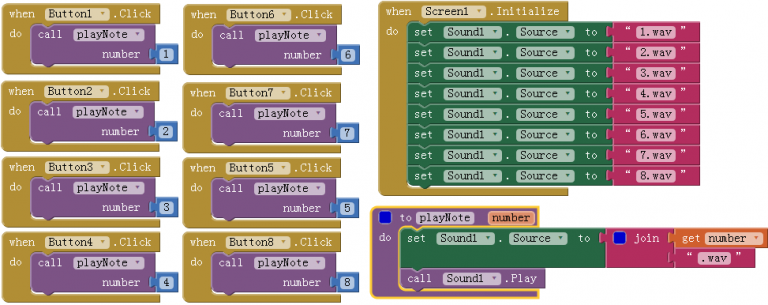 when Button1 .Click
do call playNote
number 1
when Button2 .Click
do call playNote
number 2
when Button3 .Click
do call playNote
number 3
when Button4 .Click
do call playNote
number 4
when Button6 .Click
do call playNote
number 6
when Button7 .Click
do call playNote
number 7
when Button5 .Click
do call playNote
number 5
when Button8 .Click
do call playNote
number 8
when Screen1 .Initialize
do set Sound1 . Source to " 1.wav "
set Sound1 . Source to " 2.wav "
set Sound1 . Source to " 3.wav "
set Sound1 . Source to " 4.wav "
set Sound1 . Source to " 5.wav "
set Sound1 . Source to " 6.wav "
set Sound1 . Source to " 7.wav "
set Sound1 . Source to " 8.wav "
to playNote number
do set Sound1 . Source to join get number
" .wav "
call Sound1 .Play